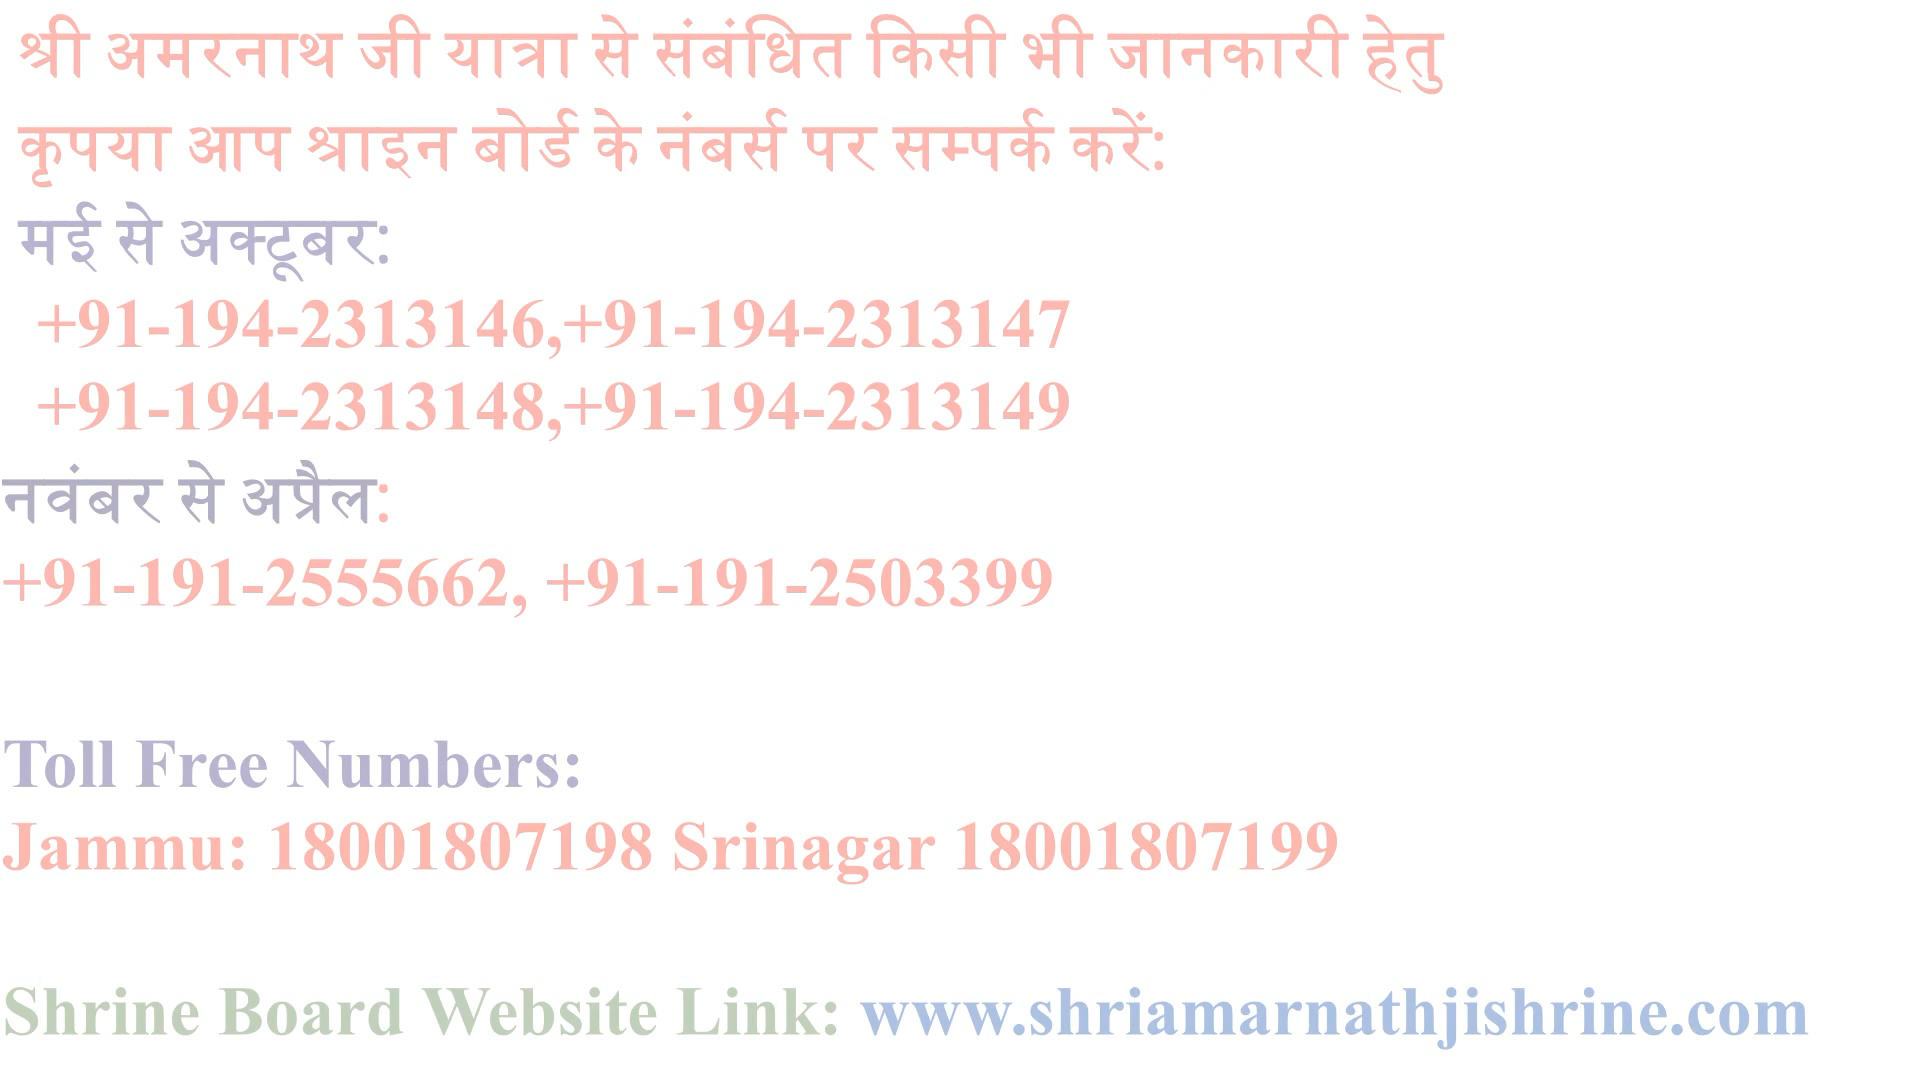 श्री अमरनाथ जी यात्रा से संबंधित किसी भी जानकारी हेतु
कृपया आप श्राइन बोर्ड के नंबर्स पर सम्पर्क करें:
मई से अक्टूबर:
+91-194-2313146,+91-194-2313147
+91-194-2313148,+91-194-2313149
नवंबर से अप्रैल:
+91-191-2555662, +91-191-2503399
Toll Free Numbers:
Jammu: 18001807198 Srinagar 18001807199
Shrine Board Website Link: www.shriamarnathjishrine.com